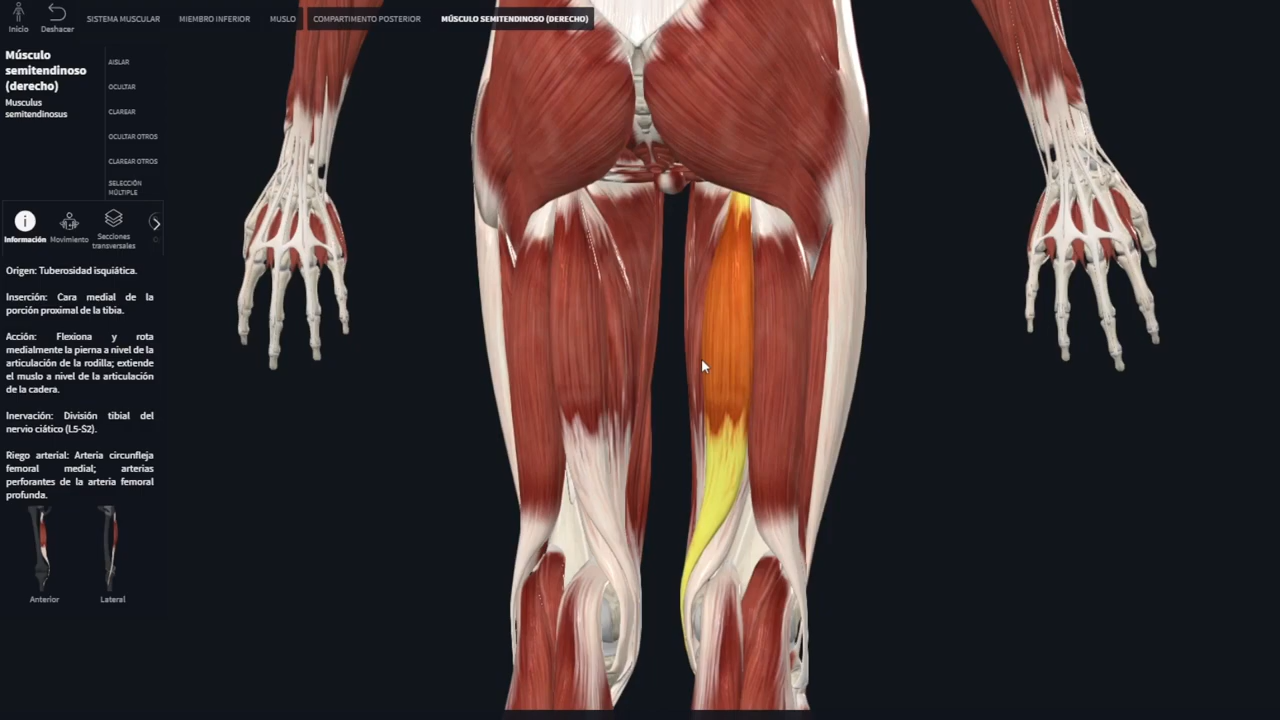 Inicio
Deshacer
SISTEMA MUSCULAR
MIEMBRO INFERIOR
MUSLO
COMPARTIMENTO POSTERIOR
MÚSCULO SEMITENDINOSO (DERECHO)
Músculo
semitendinoso
(derecho)
Musculus
semitendinosus
AISLAR
OCULTAR
CLAREAR
OCULTAR OTROS
CLAREAR OTROS
SELECCIÓN
MÚLTIPLE
Información
Movimiento
Secciones
transversales
Origen: Tuberosidad isquiática.
Inserción: Cara medial de la
porción proximal de la tibia.
Acción: Flexiona y rota
medialmente la pierna a nivel de la
articulación de la rodilla; extiende
el muslo a nivel de la articulación
de la cadera.
Inervación: División tibial del
nervio ciático (L5-S2).
Riego arterial: Arteria circunfleja
femoral medial; arterias
perforantes de la arteria femoral
profunda.
Anterior
Lateral